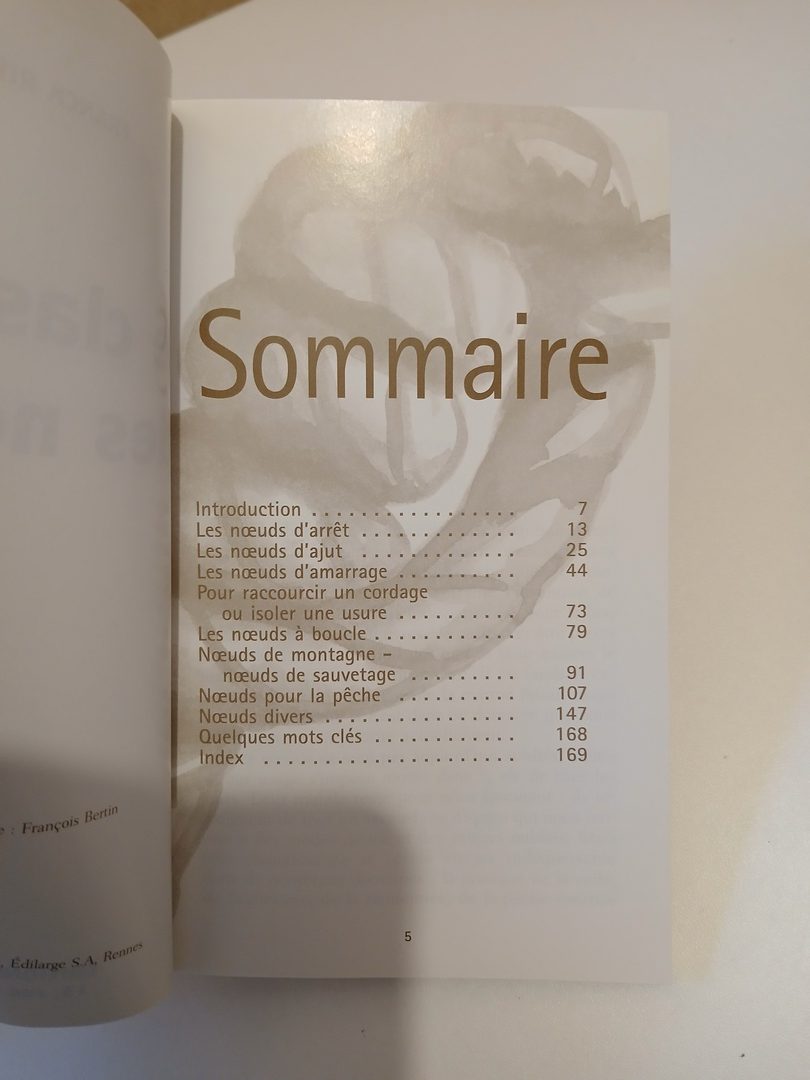 e : François Bertin
, Édilarge S.A, Rennes
Sommaire
Introduction . . . . . . . . . . . . . . . . . 7
Les nœuds d'arrêt . . . . . . . . . . . . . 13
Les nœuds d'ajut . . . . . . . . . . . . . 25
Les nœuds d'amarrage . . . . . . . . . . 44
Pour raccourcir un cordage
ou isoler une usure . . . . . . . . . . 73
Les nœuds à boucle . . . . . . . . . . . . 79
Nœuds de montagne –
nœuds de sauvetage . . . . . . . . . 91
Nœuds pour la pêche . . . . . . . . . . 107
Nœuds divers . . . . . . . . . . . . . . . . 147
Quelques mots clés . . . . . . . . . . . . 168
Index . . . . . . . . . . . . . . . . . . . . . 169
5